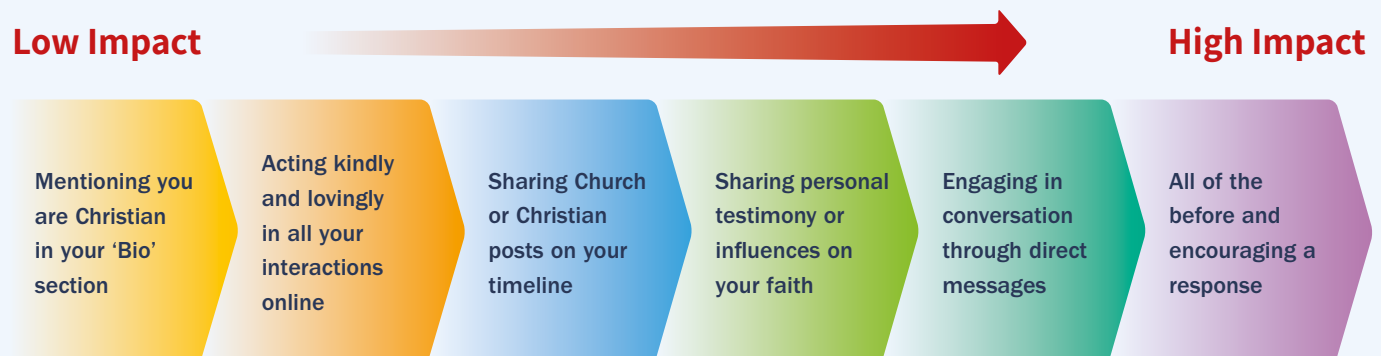 Low Impact
High Impact
Mentioning you
are Christian
in your ‘Bio’
section
Acting kindly
and lovingly
in all your
interactions
online
Sharing Church
or Christian
posts on your
timeline
Sharing personal
testimony or
influences on
your faith
Engaging in
conversation
through direct
messages
All of the
before and
encouraging a
response